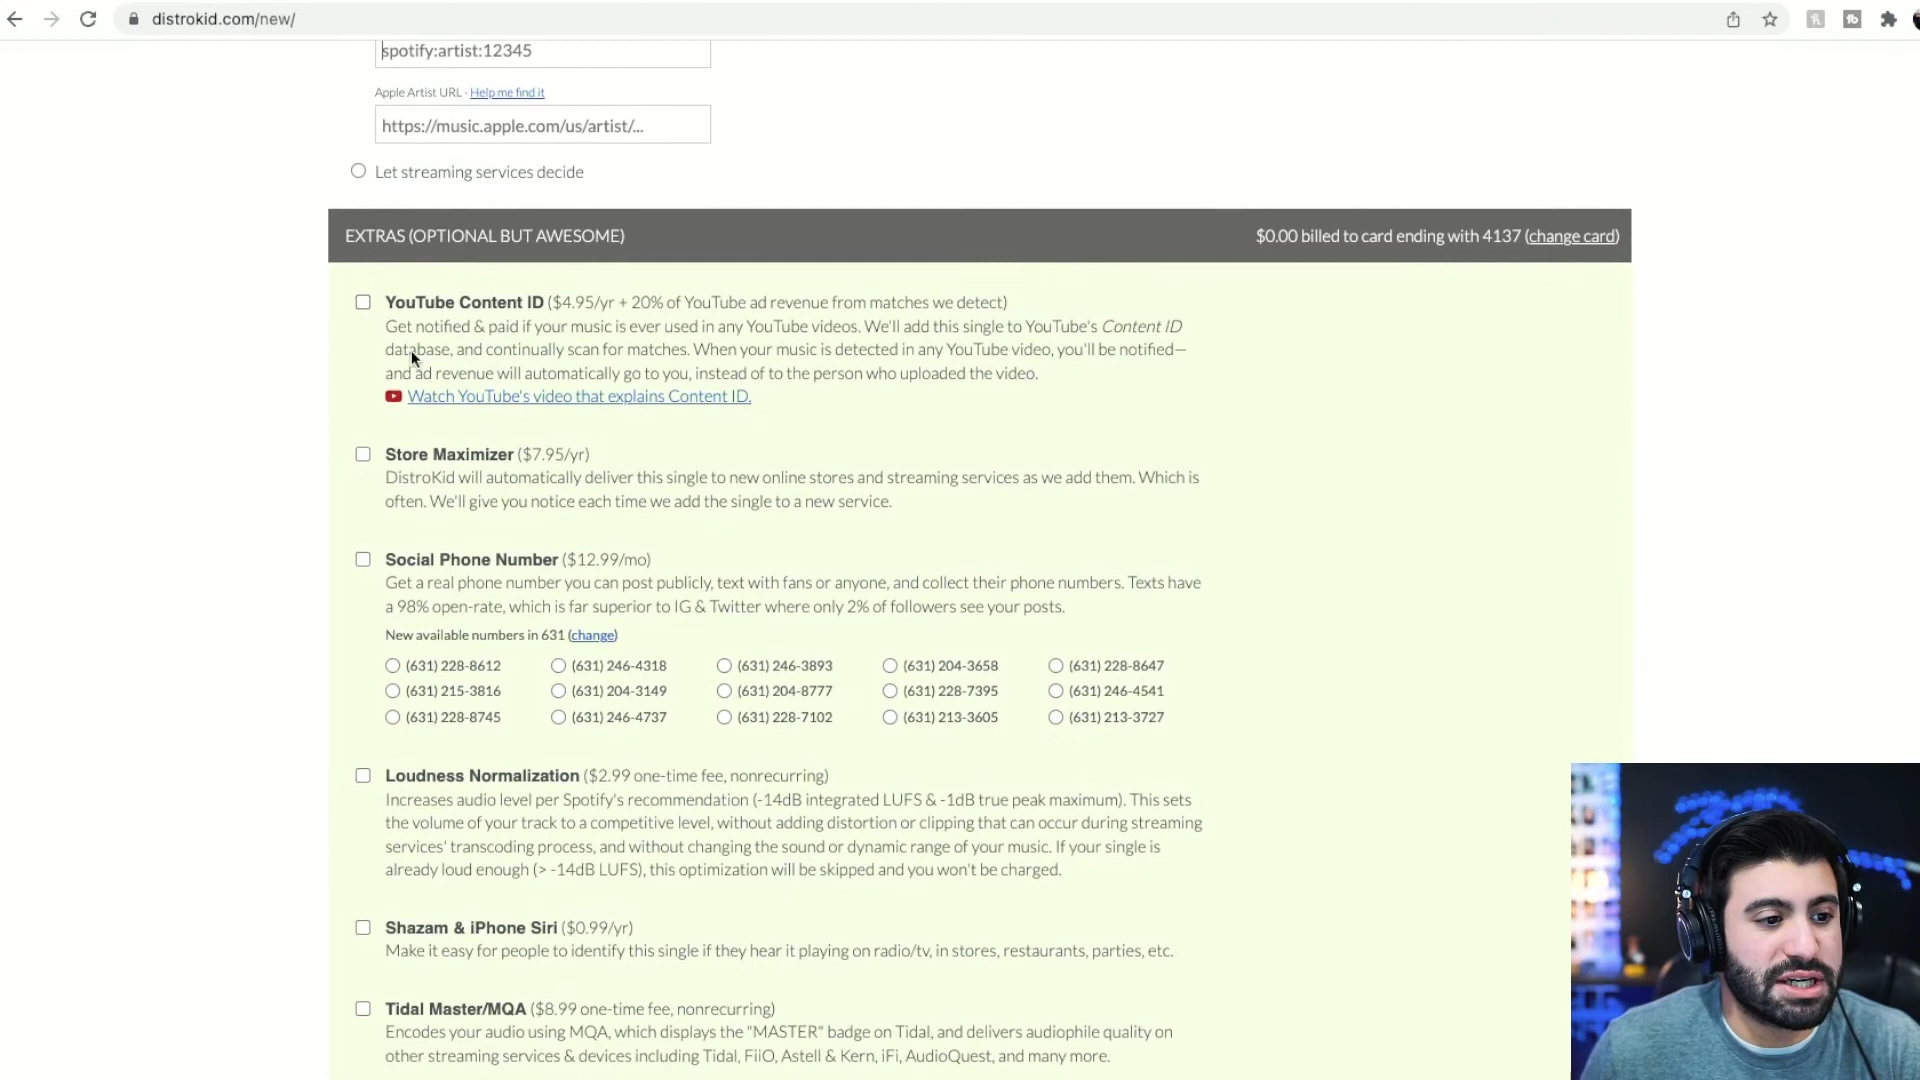 distrokid.com/new/
spotify:artist:12345
Apple Artist URL - Help me find it
https://music.apple.com/us/artist/...
Let streaming services decide
EXTRAS (OPTIONAL BUT AWESOME) $0.00 billed to card ending with 4137 (change card)
YouTube Content ID ($4.95/yr + 20% of YouTube ad revenue from matches we detect)
Get notified & paid if your music is ever used in any YouTube videos. We'll add this single to YouTube's Content ID
database, and continually scan for matches. When your music is detected in any YouTube video, you'll be notified—
and ad revenue will automatically go to you, instead of to the person who uploaded the video.
Watch YouTube's video that explains Content ID.
Store Maximizer ($7.95/yr)
DistroKid will automatically deliver this single to new online stores and streaming services as we add them. Which is
often. We'll give you notice each time we add the single to a new service.
Social Phone Number ($12.99/mo)
Get a real phone number you can post publicly, text with fans or anyone, and collect their phone numbers. Texts have
a 98% open-rate, which is far superior to IG & Twitter where only 2% of followers see your posts.
New available numbers in 631 (change)
(631) 228-8612 (631) 246-4318 (631) 246-3893 (631) 204-3658 (631) 228-8647
(631) 215-3816 (631) 204-3149 (631) 204-8777 (631) 228-7395 (631) 246-4541
(631) 228-8745 (631) 246-4737 (631) 228-7102 (631) 213-3605 (631) 213-3727
Loudness Normalization ($2.99 one-time fee, nonrecurring)
Increases audio level per Spotify's recommendation (-14dB integrated LUFS & -1dB true peak maximum). This sets
the volume of your track to a competitive level, without adding distortion or clipping that can occur during streaming
services' transcoding process, and without changing the sound or dynamic range of your music. If your single is
already loud enough (> -14dB LUFS), this optimization will be skipped and you won't be charged.
Shazam & iPhone Siri ($0.99/yr)
Make it easy for people to identify this single if they hear it playing on radio/tv, in stores, restaurants, parties, etc.
Tidal Master/MQA ($8.99 one-time fee, nonrecurring)
Encodes your audio using MQA, which displays the "MASTER" badge on Tidal, and delivers audiophile quality on
other streaming services & devices including Tidal, FiiO, Astell & Kern, iFi, AudioQuest, and many more.